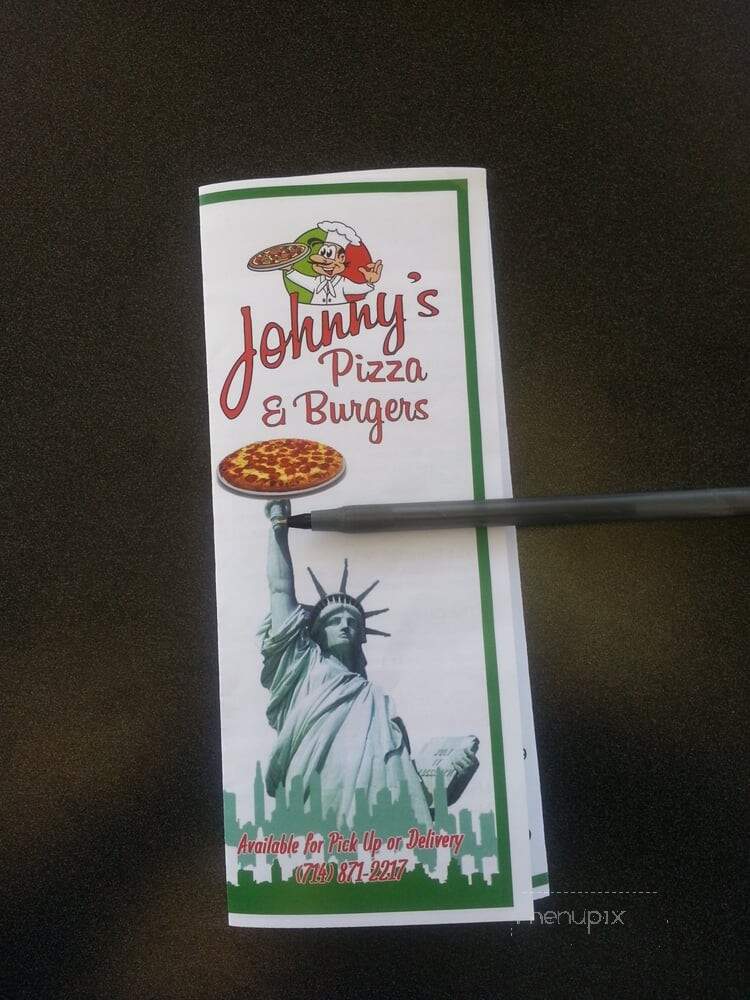 Johnny's
Pizza
& Burgers
Available for Pick Up or Delivery
(714) 871-2217
menupix